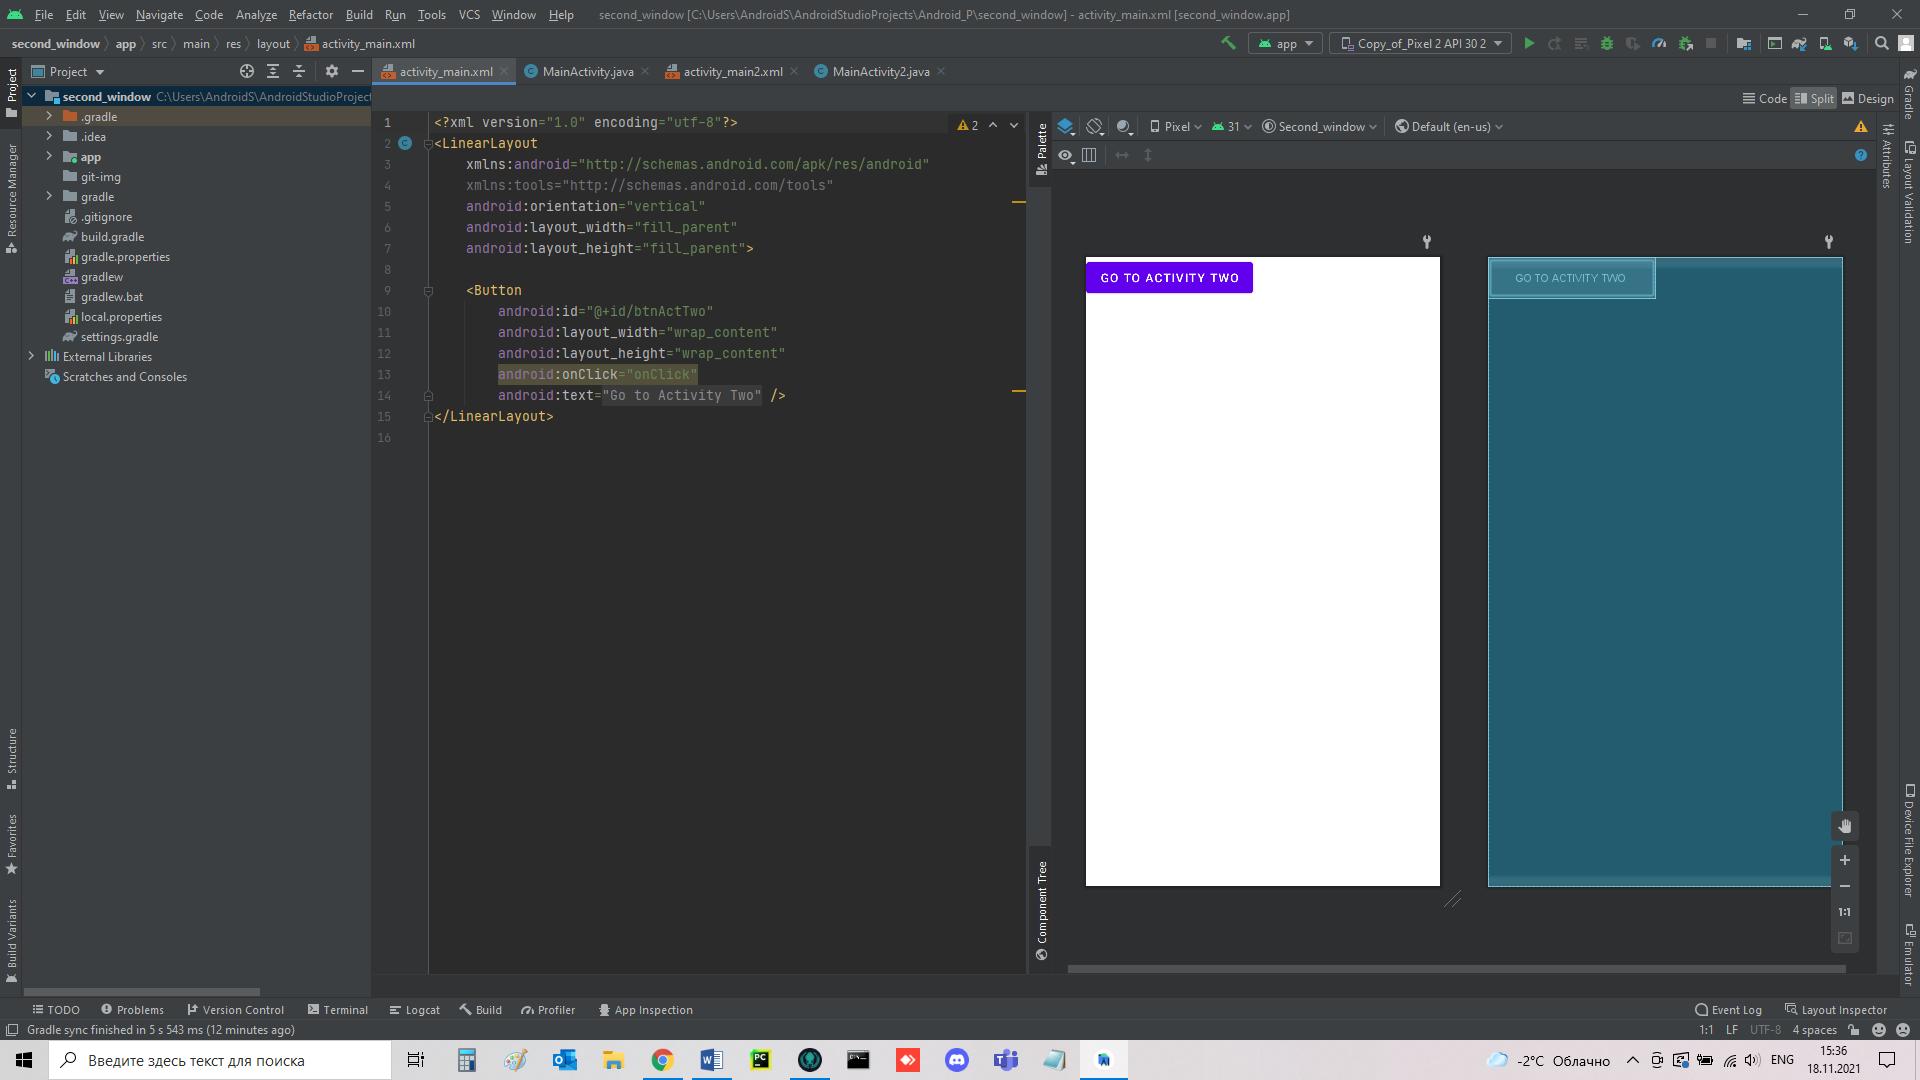 File Edit View Navigate Code Analyze Refactor Build Run Tools VCS Window Help second_window [C:\Users\AndroidS\AndroidStudioProjects\Android_P\second_window] - activity_main.xml [second_window.app]
second_window app src main res layout activity_main.xml
app Copy_of_Pixel 2 API 30 2
Project
activity_main.xml MainActivity.java activity_main2.xml MainActivity2.java
Code Split Design
second_window C:\Users\AndroidS\AndroidStudioProject
.gradle
.idea
app
git-img
gradle
.gitignore
build.gradle
gradle.properties
gradlew
gradlew.bat
local.properties
settings.gradle
External Libraries
Scratches and Consoles
1 <?xml version="1.0" encoding="utf-8"?>
2 <LinearLayout
3 xmlns:android="http://schemas.android.com/apk/res/android"
4 xmlns:tools="http://schemas.android.com/tools"
5 android:orientation="vertical"
6 android:layout_width="fill_parent"
7 android:layout_height="fill_parent">
8
9 <Button
10 android:id="@+id/btnActTwo"
11 android:layout_width="wrap_content"
12 android:layout_height="wrap_content"
13 android:onClick="onClick"
14 android:text="Go to Activity Two" />
15 </LinearLayout>
16
2
Pixel 31 Second_window Default (en-us)
GO TO ACTIVITY TWO
GO TO ACTIVITY TWO
1:1
Project
Resource Manager
Structure
Favorites
Build Variants
Palette
Component Tree
Attributes
Gradle
Layout Validation
Device File Explorer
Emulator
TODO Problems Version Control Terminal Logcat Build Profiler App Inspection Event Log Layout Inspector
Gradle sync finished in 5 s 543 ms (12 minutes ago) 1:1 LF UTF-8 4 spaces
Введите здесь текст для поиска
-2°C Облачно ENG 15:36
18.11.2021